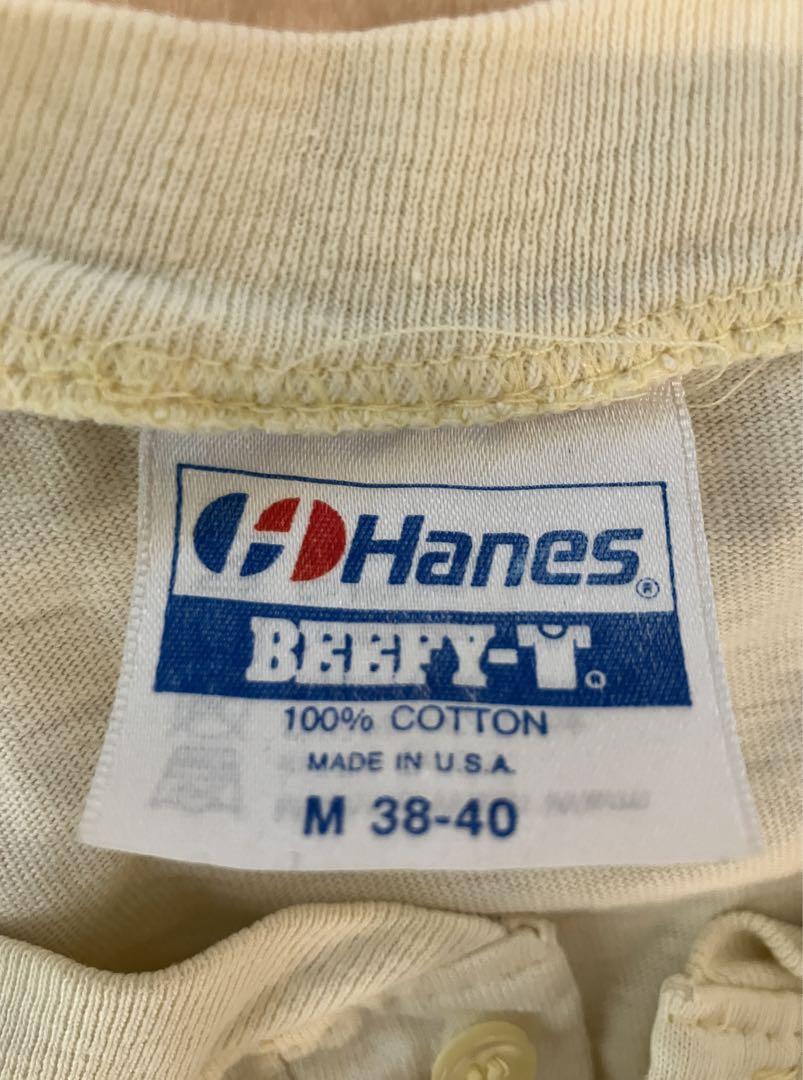 Hanes®
BEEFY-T®
100% COTTON
MADE IN U.S.A.
M 38-40